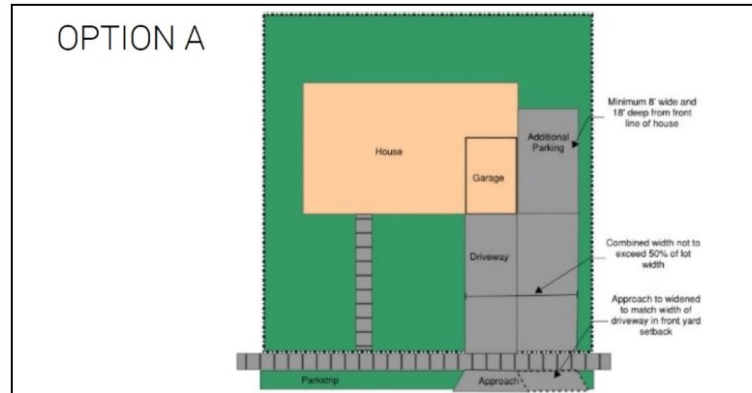 OPTION A
Minimum 8' wide and
18' deep from front
line of house
Additional
Parking
House
Garage
Combined width not to
exceed 50% of lot
width
Driveway
Approach to widened
to match width of
driveway in front yard
setback
Parkstrip
Approach